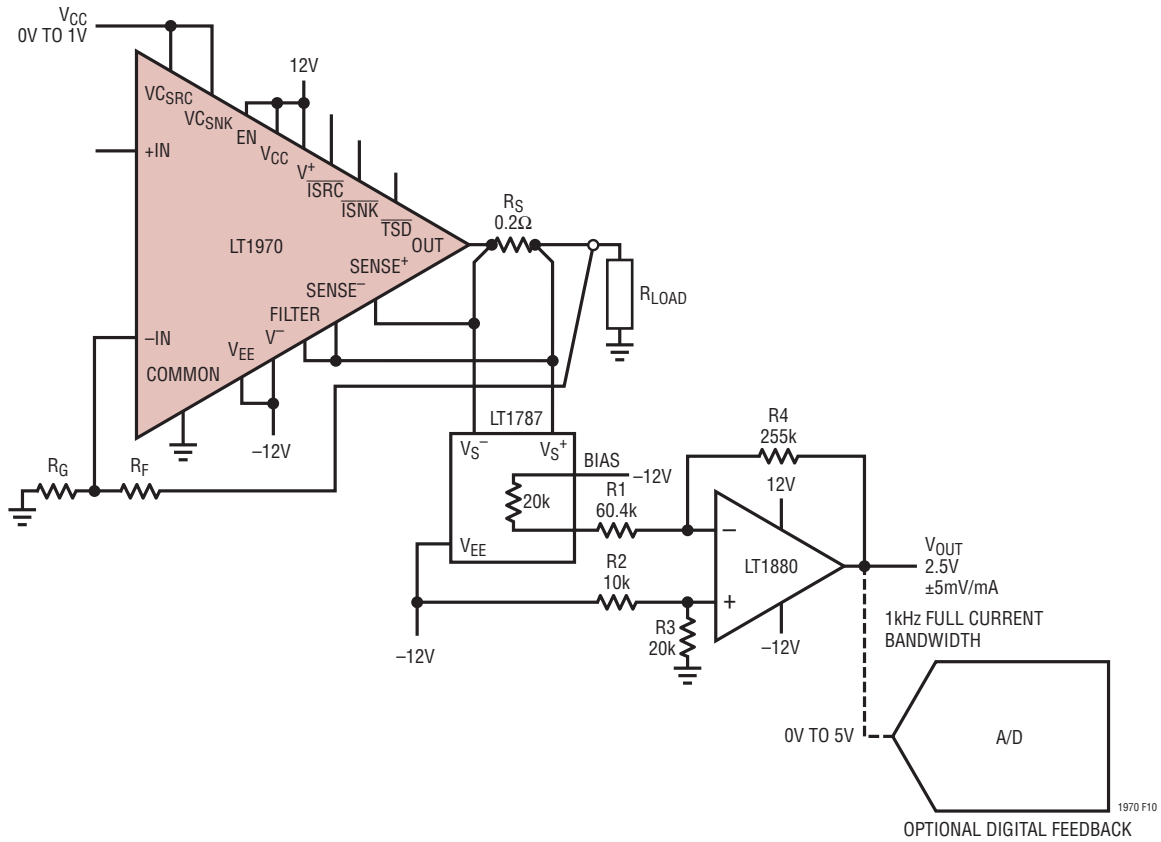 VCC
0V TO 1V
12V
VCSRC
VCSNK
EN
VCC
V+
ISRC
ISNK
TSD
+IN
LT1970
OUT
SENSE+
SENSE–
FILTER
V–
VEE
–IN
COMMON
RS
0.2Ω
RLOAD
–12V
RG
RF
LT1787
VS–
VS+
BIAS
–12V
20k
R1
60.4k
VEE
R2
10k
R3
20k
–12V
R4
255k
12V
–
LT1880
+
–12V
VOUT
2.5V
±5mV/mA
1kHz FULL CURRENT
BANDWIDTH
0V TO 5V
A/D
1970 F10
OPTIONAL DIGITAL FEEDBACK